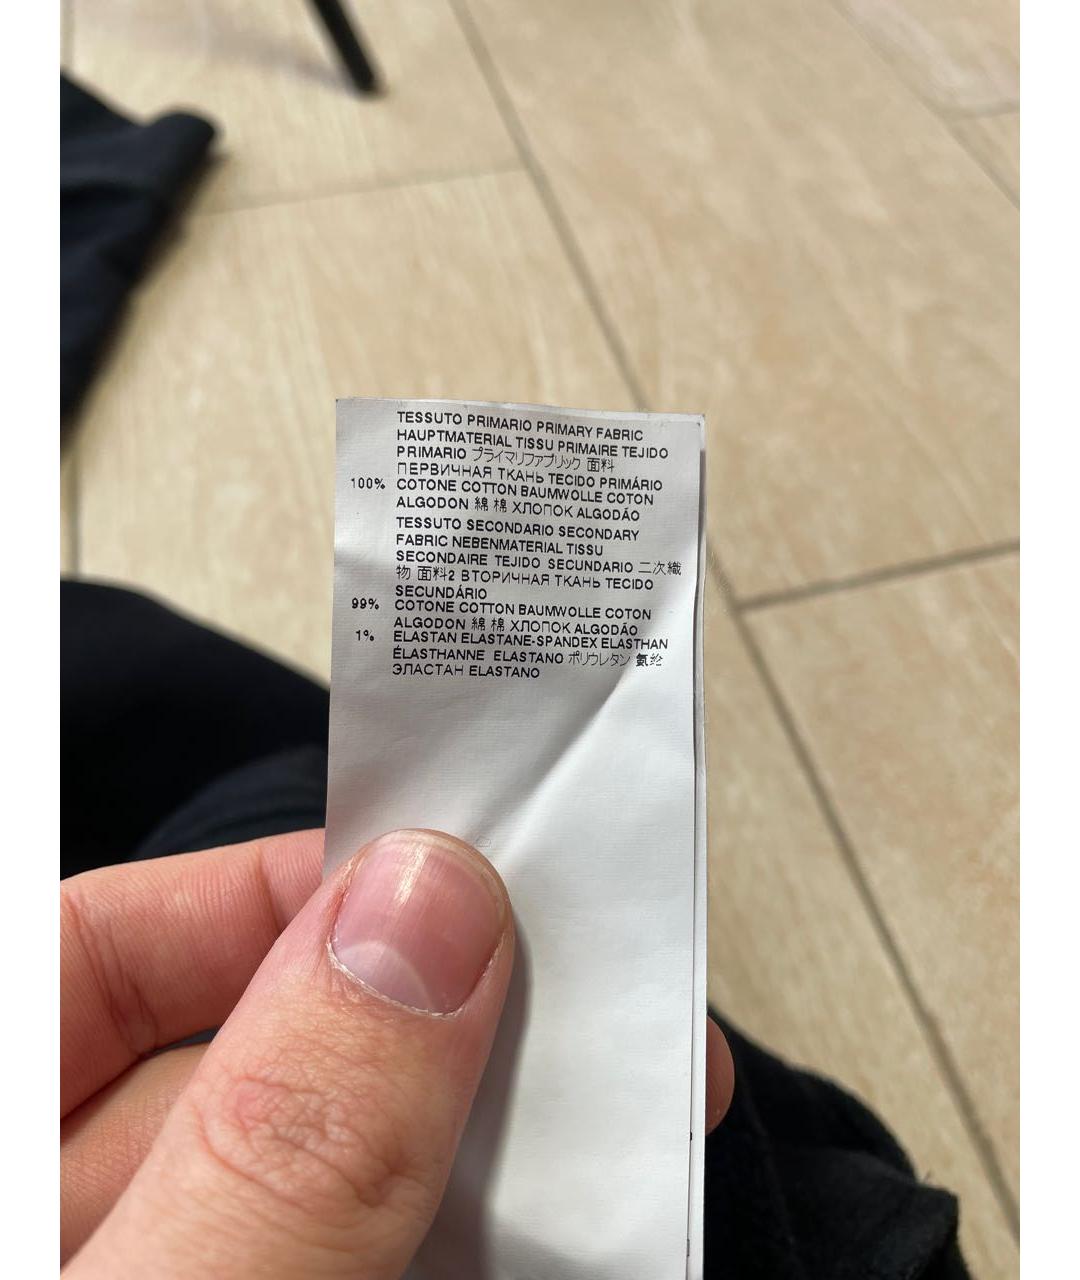 TESSUTO PRIMARIO PRIMARY FABRIC
HAUPTMATERIAL TISSU PRIMAIRE TEJIDO
PRIMARIO プライマリファブリック 面料
ПЕРВИЧНАЯ ТКАНЬ TECIDO PRIMÁRIO
100% COTONE COTTON BAUMWOLLE COTON
ALGODON 綿 棉 ХЛОПОК ALGODÃO
TESSUTO SECONDARIO SECONDARY
FABRIC NEBENMATERIAL TISSU
SECONDAIRE TEJIDO SECUNDARIO 二次織
物 面料2 ВТОРИЧНАЯ ТКАНЬ TECIDO
SECUNDÁRIO
99% COTONE COTTON BAUMWOLLE COTON
ALGODON 綿 棉 ХЛОПОК ALGODÃO
1% ELASTAN ELASTANE-SPANDEX ELASTHAN
ÉLASTHANNE ELASTANO ポリウレタン 氨纶
ЭЛАСТАН ELASTANO